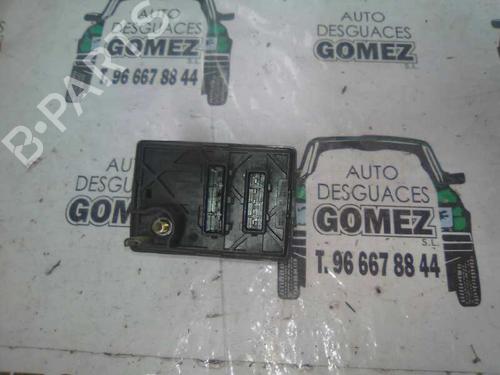 AUTO
DESGUACES
GOMEZ
S.L.
T. 96 667 88 44
AUTO
DESGUACES
GOMEZ
S.L.
T. 96 667 88 44
B-PARTS
AUTO
DESGUACES
GOMEZ
S.L.
T. 96 667 88 44